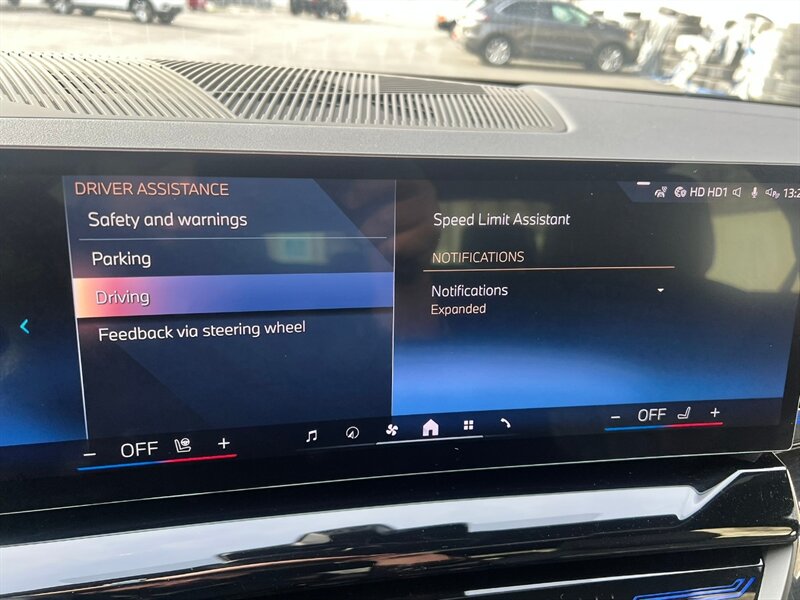 DRIVER ASSISTANCE
Safety and warnings
Parking
Driving
Feedback via steering wheel
HD HD1
Speed Limit Assistant
NOTIFICATIONS
Notifications
Expanded
− OFF +
− OFF +